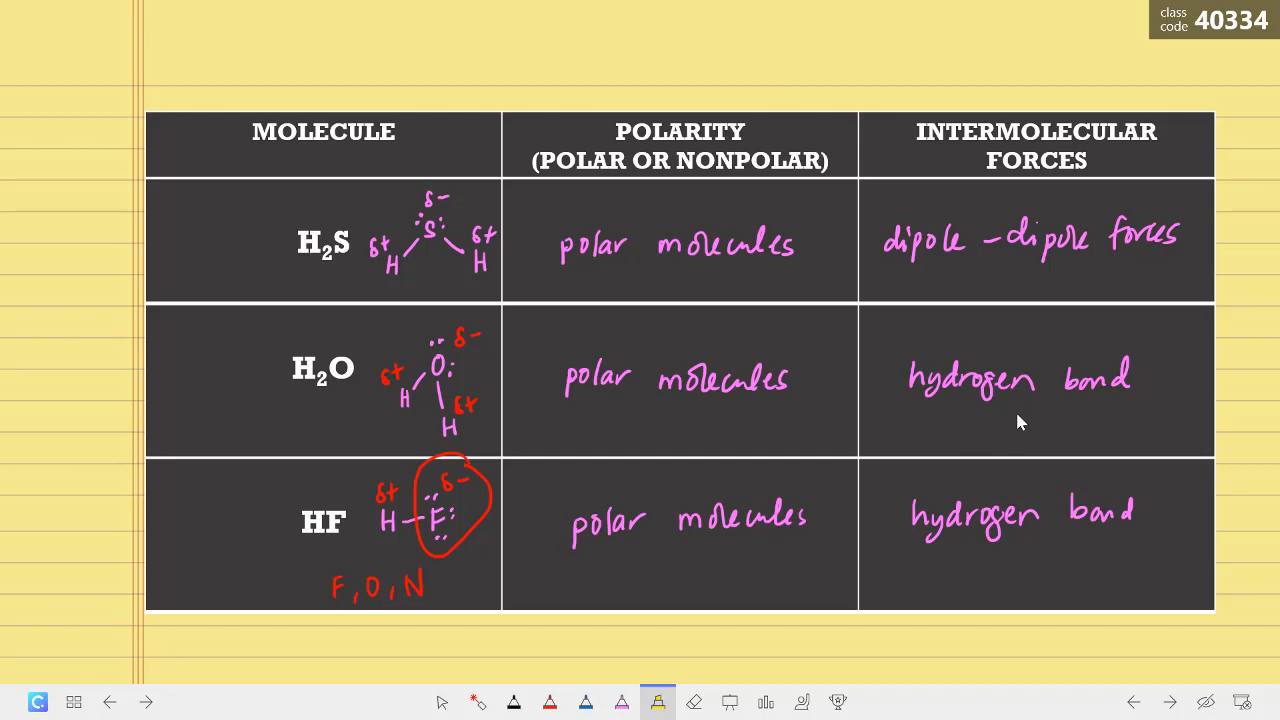 class
code 40334
MOLECULE
POLARITY
(POLAR OR NONPOLAR)
INTERMOLECULAR
FORCES
H₂S
δ−
S
δ+
H
δ+
H
polar molecules
dipole - dipole forces
H₂O
δ−
O
δ+
H
δ+
H
polar molecules
hydrogen bond
HF
δ+ δ−
H − F
polar molecules
hydrogen bond
F, O, N